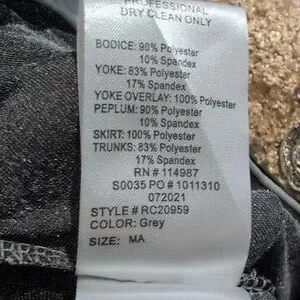 PROFESSIONAL
DRY CLEAN ONLY
BODICE: 90% Polyester
10% Spandex
YOKE: 83% Polyester
17% Spandex
YOKE OVERLAY: 100% Polyester
PEPLUM: 90% Polyester
10% Spandex
SKIRT: 100% Polyester
TRUNKS: 83% Polyester
17% Spandex
RN # 114987
S0035 PO # 1011310
072021
STYLE # RC20959
COLOR: Grey
SIZE: MA